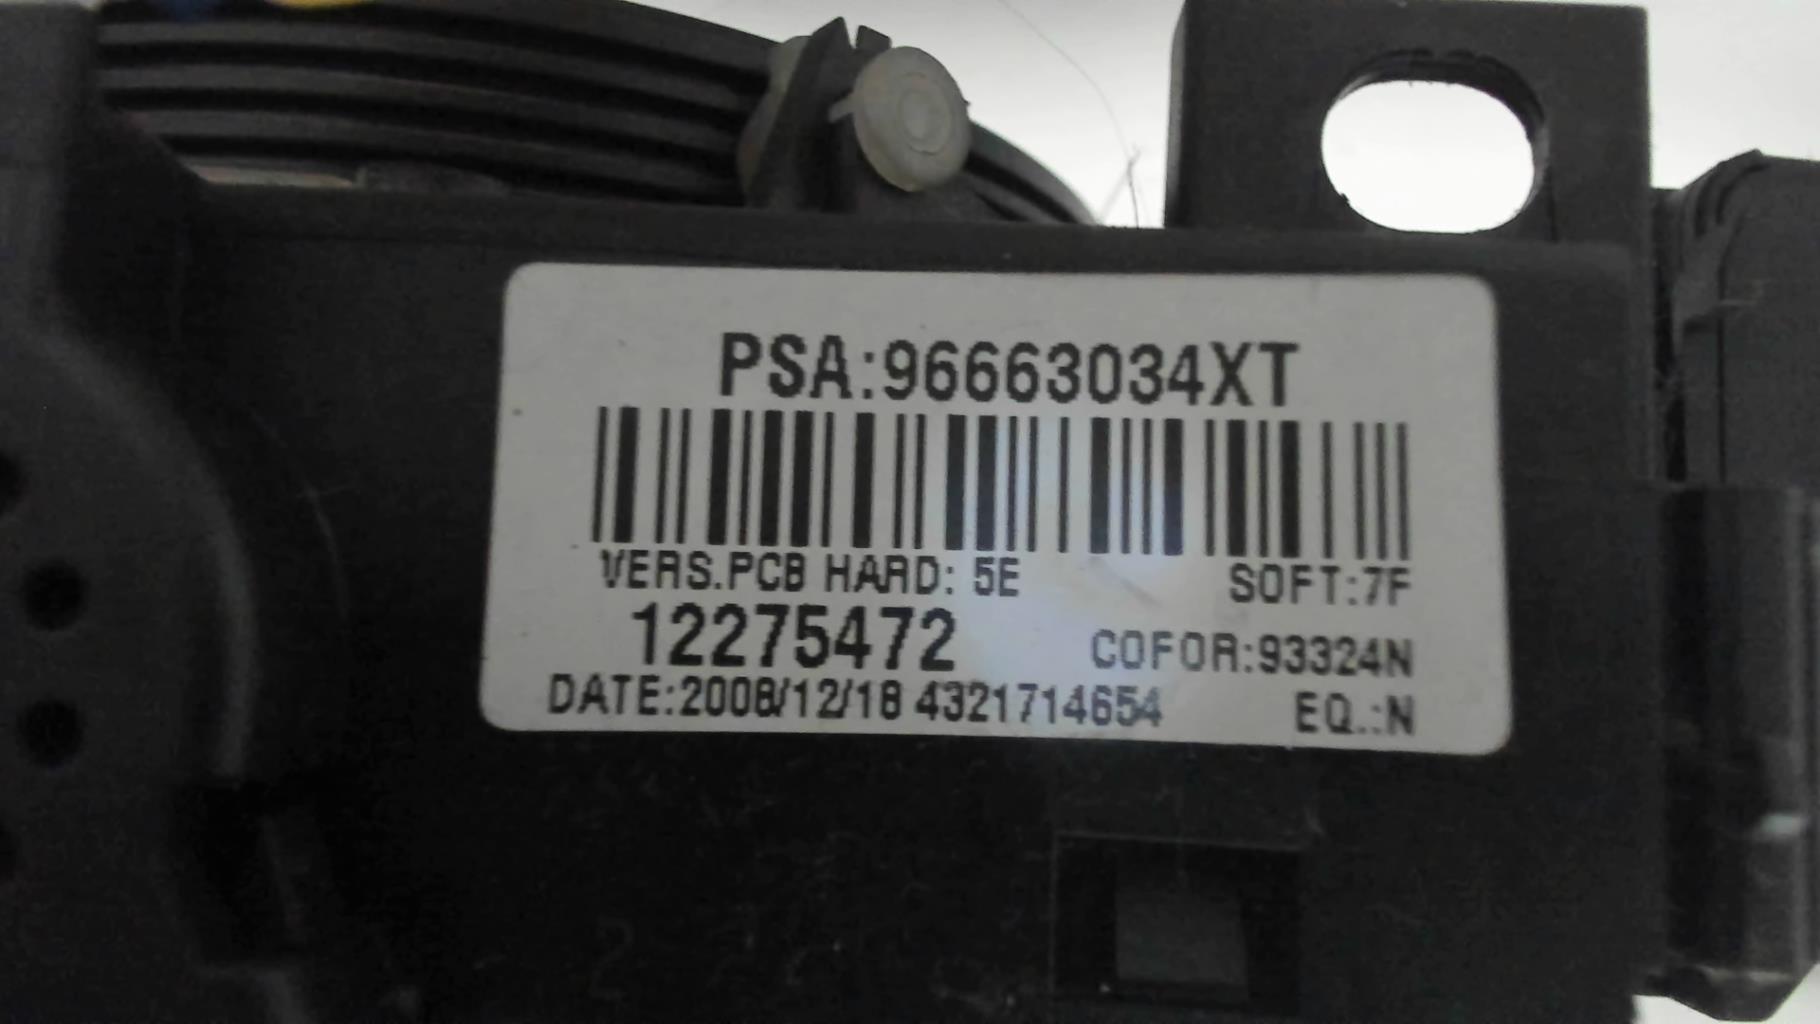 PSA:96663034XT
VERS.PCB HARD: 5E SOFT:7F
12275472 COFOR:93324N
DATE:2008/12/18 4321714654 EQ.:N